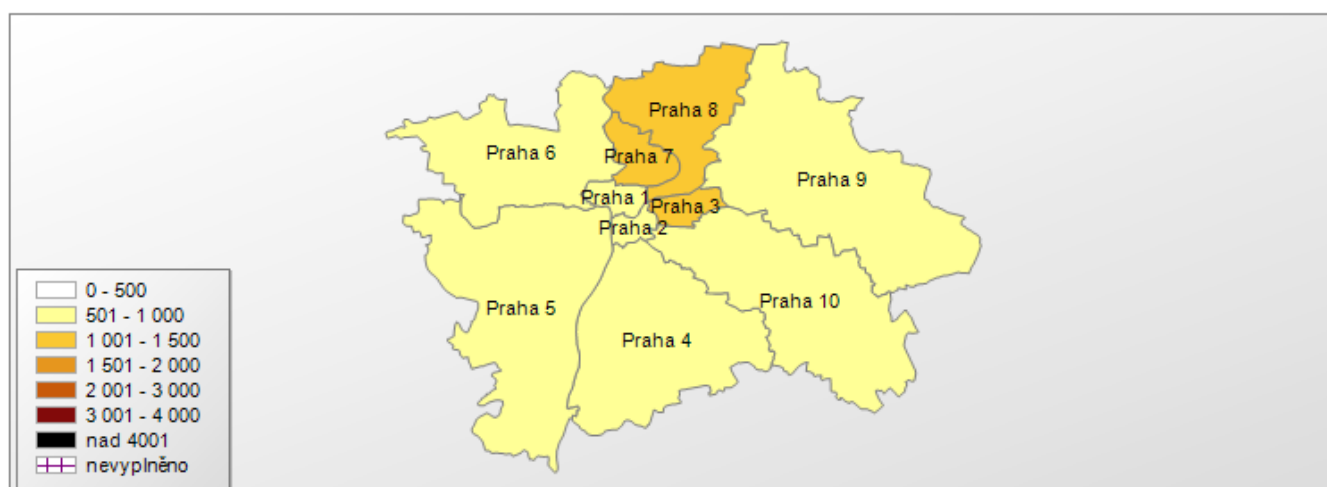 Praha 8
Praha 6
Praha 7
Praha 9
Praha 1
Praha 3
Praha 2
Praha 5
Praha 10
Praha 4
0 - 500
501 - 1 000
1 001 - 1 500
1 501 - 2 000
2 001 - 3 000
3 001 - 4 000
nad 4001
nevyplněno